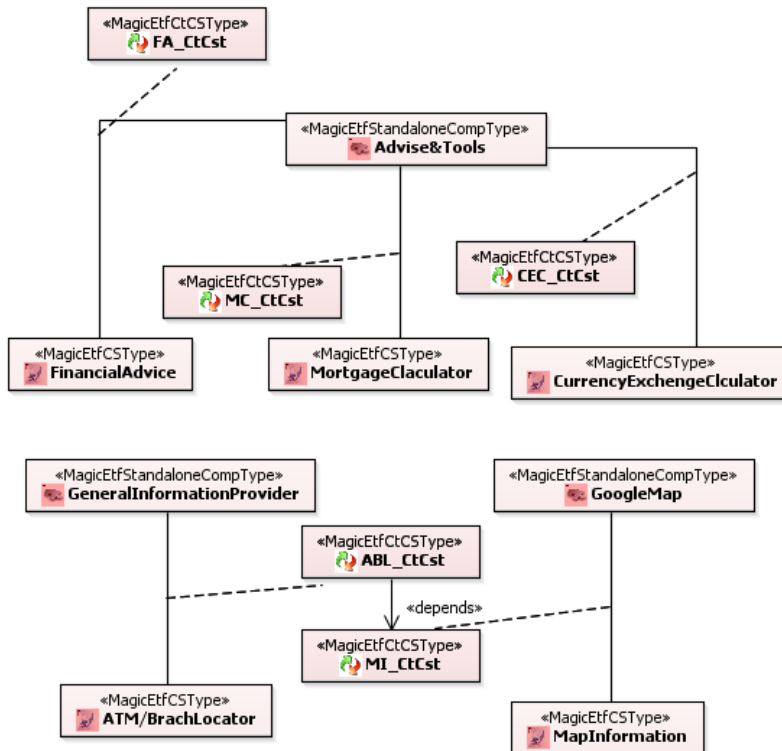 «MagicEtfCtCSType»
FA_CtCst
«MagicEtfStandaloneCompType»
Advise&Tools
«MagicEtfCtCSType»
CEC_CtCst
«MagicEtfCtCSType»
MC_CtCst
«MagicEtfCSType»
FinancialAdvice
«MagicEtfCSType»
MortgageClaculator
«MagicEtfCSType»
CurrencyExchengeClculator
«MagicEtfStandaloneCompType»
GeneralInformationProvider
«MagicEtfStandaloneCompType»
GoogleMap
«MagicEtfCtCSType»
ABL_CtCst
«depends»
«MagicEtfCtCSType»
MI_CtCst
«MagicEtfCSType»
ATM/BrachLocator
«MagicEtfCSType»
MapInformation